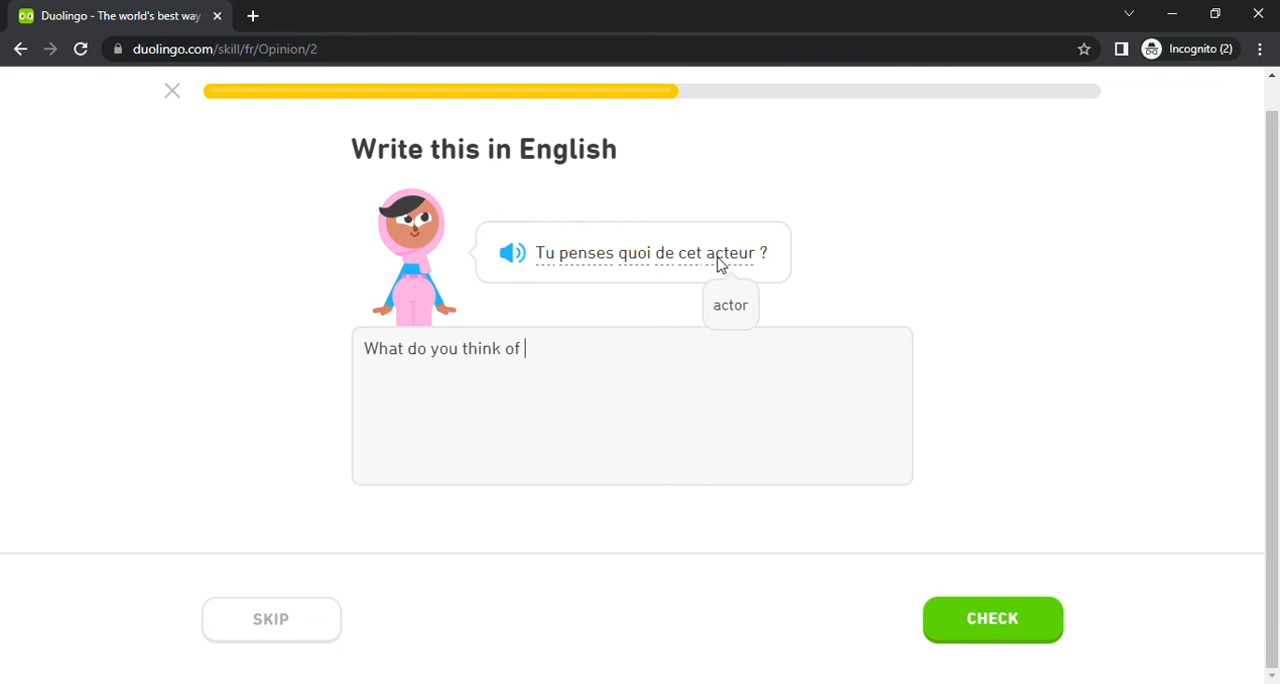 Duolingo - The world's best way
duolingo.com/skill/fr/Opinion/2
Incognito (2)
Write this in English
Tu penses quoi de cet acteur ?
actor
What do you think of
SKIP
CHECK